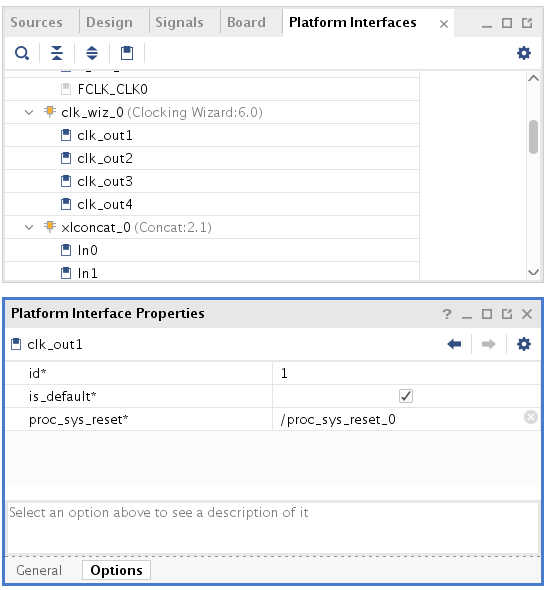 Sources Design Signals Board Platform Interfaces
FCLK_CLK0
clk_wiz_0 (Clocking Wizard:6.0)
clk_out1
clk_out2
clk_out3
clk_out4
xlconcat_0 (Concat:2.1)
In0
In1
Platform Interface Properties
clk_out1
id* 1
is_default*
proc_sys_reset* /proc_sys_reset_0
Select an option above to see a description of it
General Options